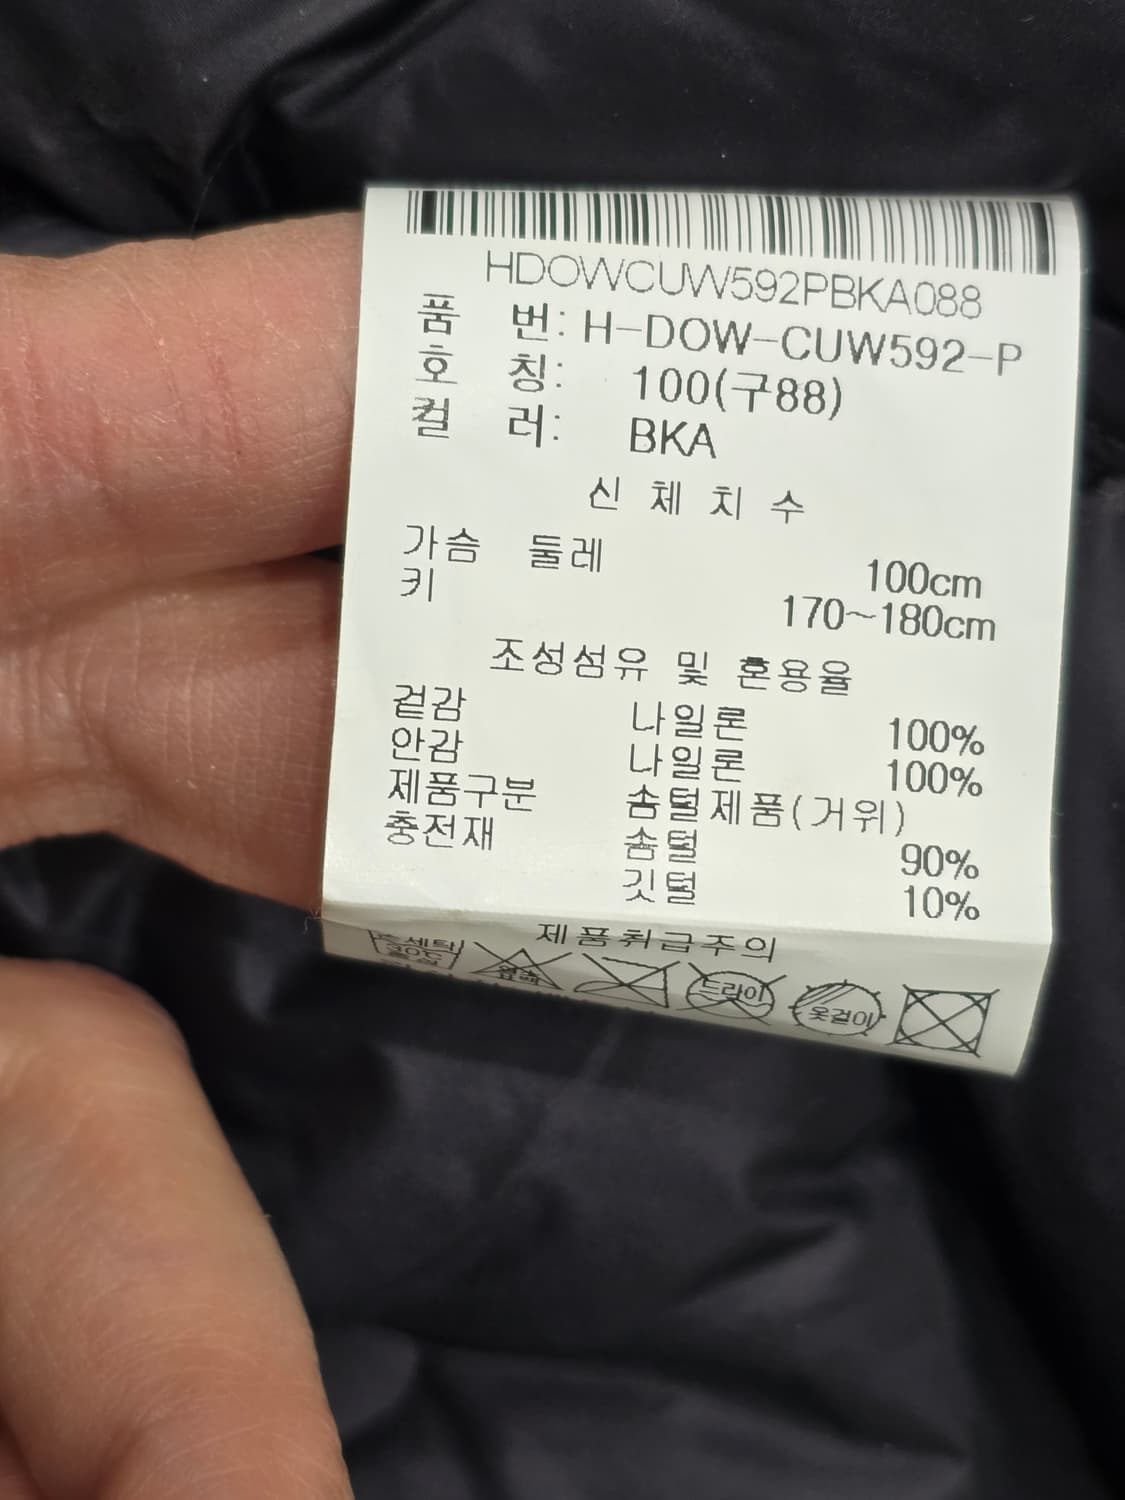 HDOWCUW592PBKA088
품 번: H-DOW-CUW592-P
호 칭: 100(구88)
컬 러: BKA
신 체 치 수
가슴 둘레 100cm
키 170~180cm
조성섬유 및 혼용율
겉감 나일론 100%
안감 나일론 100%
제품구분 솜털제품(거위)
충전재 솜털 90%
깃털 10%
제품취급주의
드라이 옷걸이